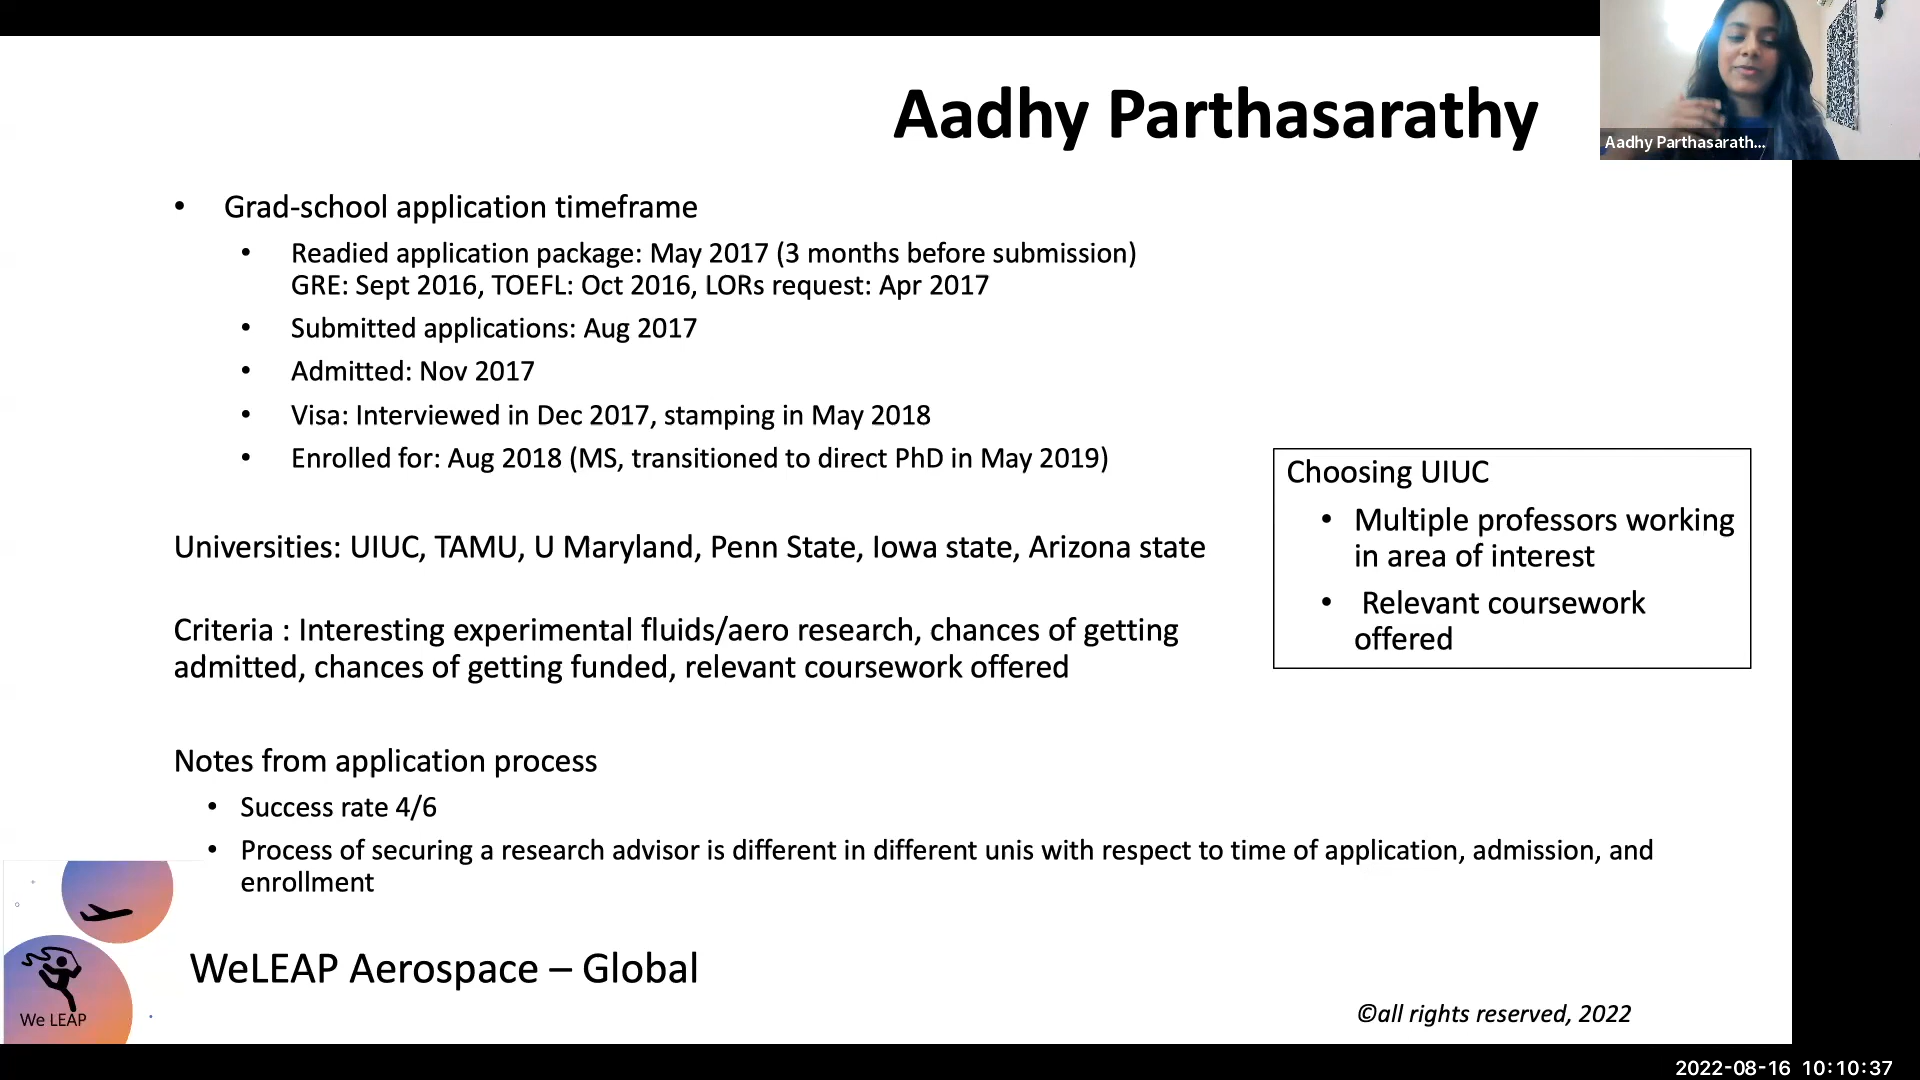 Aadhy Parthasarathy
Aadhy Parthasarath...
• Grad-school application timeframe
• Readied application package: May 2017 (3 months before submission)
GRE: Sept 2016, TOEFL: Oct 2016, LORs request: Apr 2017
• Submitted applications: Aug 2017
• Admitted: Nov 2017
• Visa: Interviewed in Dec 2017, stamping in May 2018
• Enrolled for: Aug 2018 (MS, transitioned to direct PhD in May 2019)
Universities: UIUC, TAMU, U Maryland, Penn State, Iowa state, Arizona state
Criteria : Interesting experimental fluids/aero research, chances of getting
admitted, chances of getting funded, relevant coursework offered
Choosing UIUC
• Multiple professors working
in area of interest
• Relevant coursework
offered
Notes from application process
• Success rate 4/6
• Process of securing a research advisor is different in different unis with respect to time of application, admission, and
enrollment
We LEAP
WeLEAP Aerospace – Global
©all rights reserved, 2022
2022-08-16 10:10:37